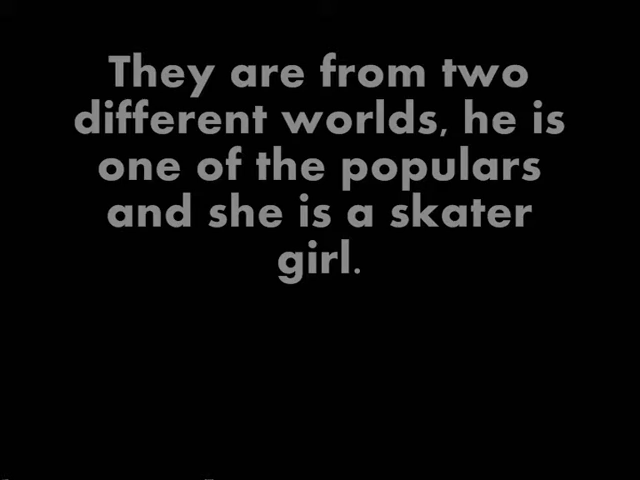 They are from two
different worlds, he is
one of the populars
and she is a skater
girl.